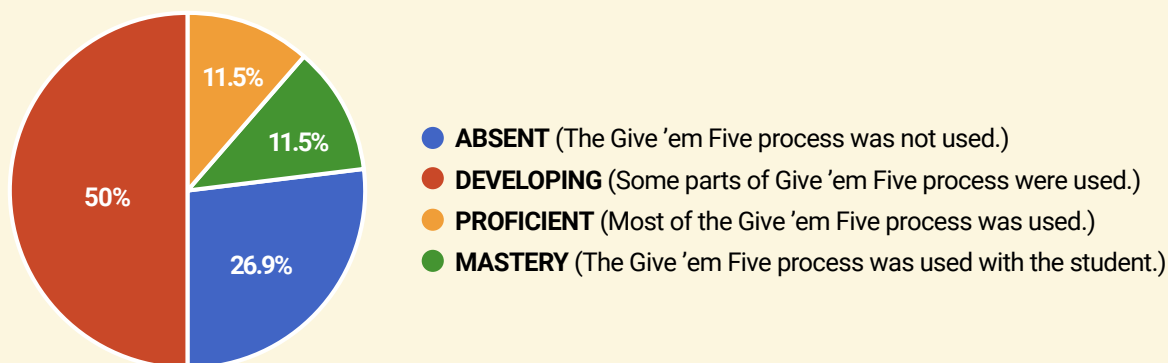 11.5%
11.5%
50%
26.9%
ABSENT (The Give ’em Five process was not used.)
DEVELOPING (Some parts of Give ’em Five process were used.)
PROFICIENT (Most of the Give ’em Five process was used.)
MASTERY (The Give ’em Five process was used with the student.)